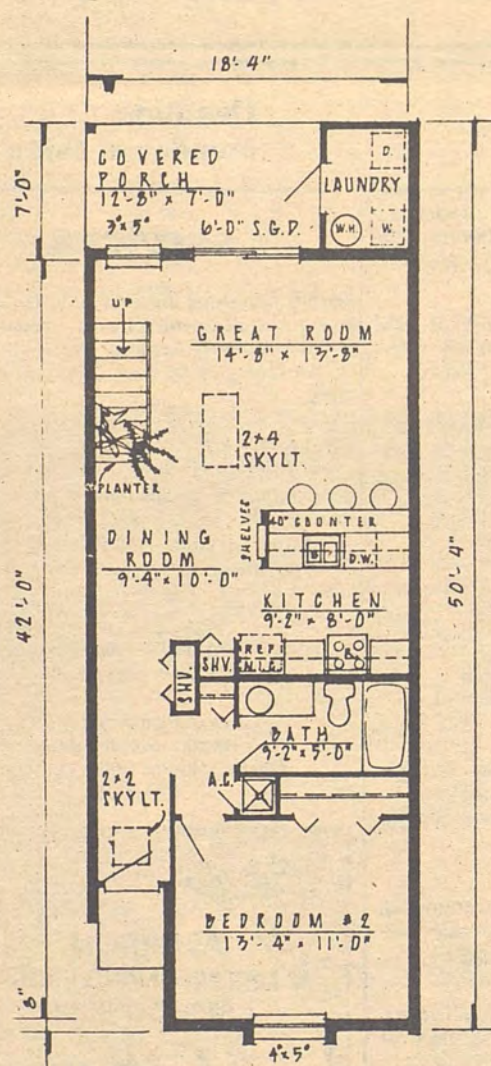 18'-4"
7'-0"
COVERED
PORCH
12'-8" x 7'-0"
3°x5°
6'-0" S.G.D.
D.
LAUNDRY
W.H.
W.
UP
GREAT ROOM
14'-8" x 13'-8"
2x4
SKYLT.
PLANTER
SHELVES
40" COUNTER
D.W.
DINING
ROOM
9'-4" x 10'-0"
KITCHEN
9'-2" x 8'-0"
42'-0"
50'-4"
SHV.
SHV.
REF
N.I.C.
R.
BATH
9'-2" x 5'-0"
2x2
SKYLT.
A.C.
BEDROOM #2
13'-4" x 11'-0"
8"
4°x5°